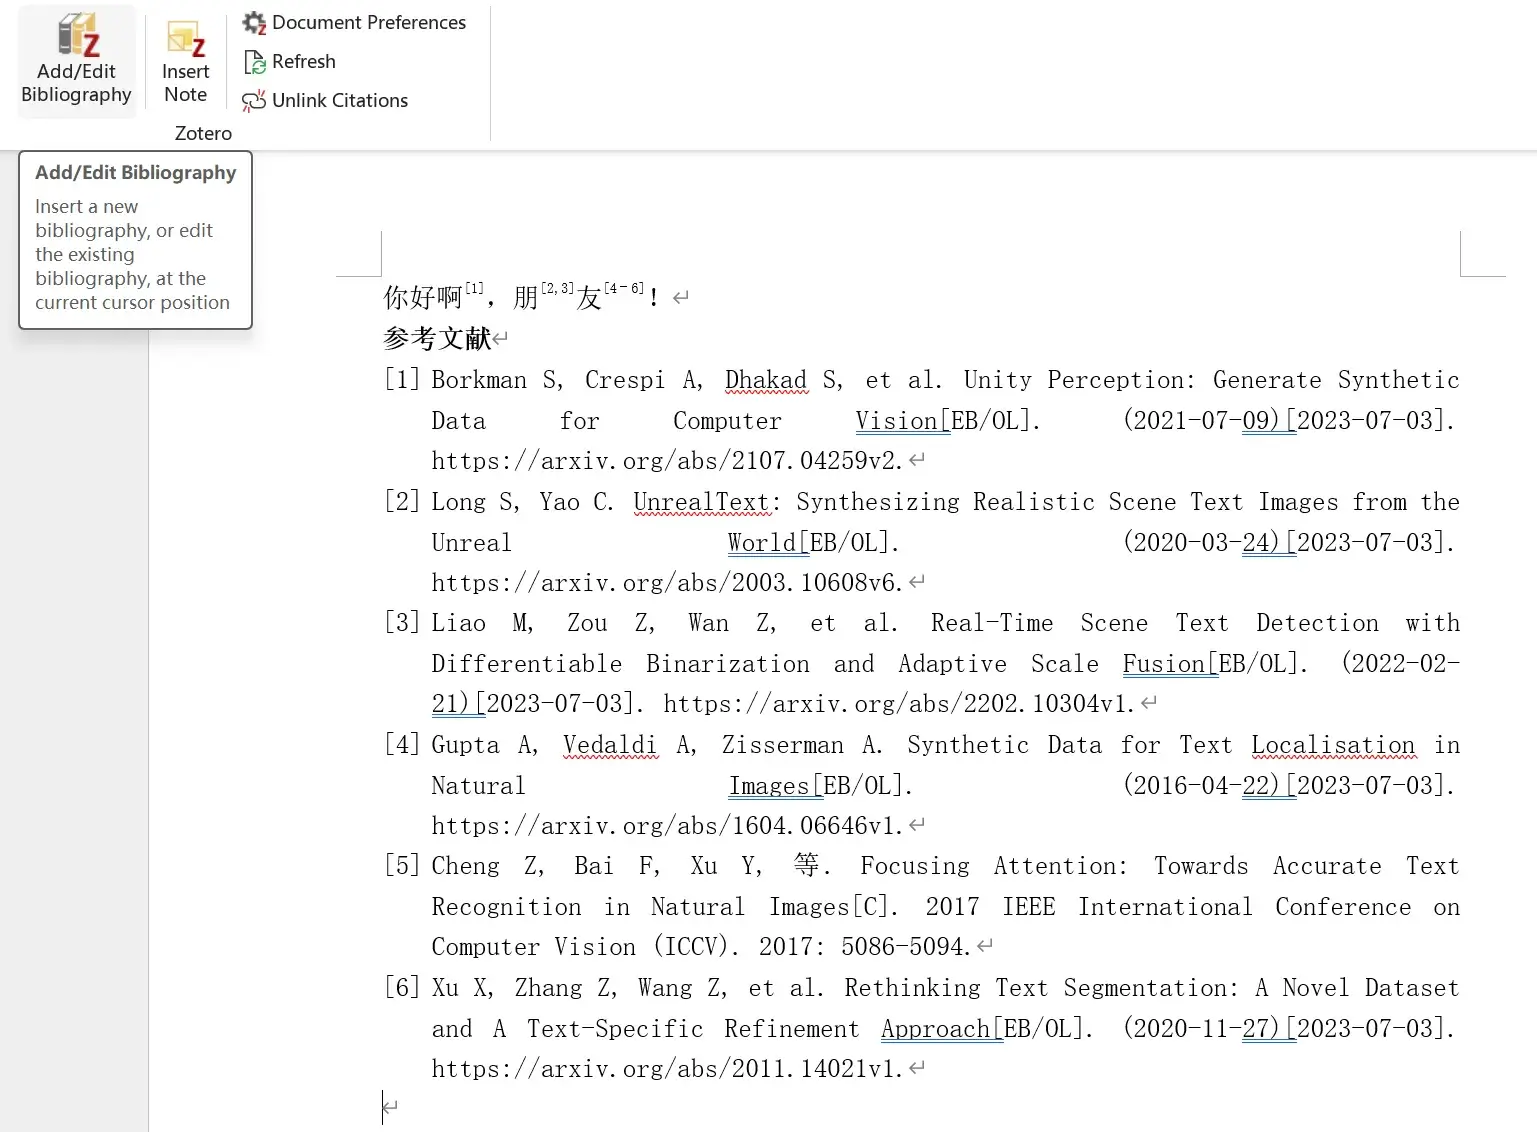 Add/Edit
Bibliography
Insert
Note
Document Preferences
Refresh
Unlink Citations
Zotero
Add/Edit Bibliography
Insert a new
bibliography, or edit
the existing
bibliography, at the
current cursor position
你好啊[1]，朋[2,3]友[4-6]！
参考文献
[1] Borkman S, Crespi A, Dhakad S, et al. Unity Perception: Generate Synthetic
Data for Computer Vision[EB/OL]. (2021-07-09)[2023-07-03].
https://arxiv.org/abs/2107.04259v2.
[2] Long S, Yao C. UnrealText: Synthesizing Realistic Scene Text Images from the
Unreal World[EB/OL]. (2020-03-24)[2023-07-03].
https://arxiv.org/abs/2003.10608v6.
[3] Liao M, Zou Z, Wan Z, et al. Real-Time Scene Text Detection with
Differentiable Binarization and Adaptive Scale Fusion[EB/OL]. (2022-02-
21)[2023-07-03]. https://arxiv.org/abs/2202.10304v1.
[4] Gupta A, Vedaldi A, Zisserman A. Synthetic Data for Text Localisation in
Natural Images[EB/OL]. (2016-04-22)[2023-07-03].
https://arxiv.org/abs/1604.06646v1.
[5] Cheng Z, Bai F, Xu Y, 等. Focusing Attention: Towards Accurate Text
Recognition in Natural Images[C]. 2017 IEEE International Conference on
Computer Vision (ICCV). 2017: 5086-5094.
[6] Xu X, Zhang Z, Wang Z, et al. Rethinking Text Segmentation: A Novel Dataset
and A Text-Specific Refinement Approach[EB/OL]. (2020-11-27)[2023-07-03].
https://arxiv.org/abs/2011.14021v1.